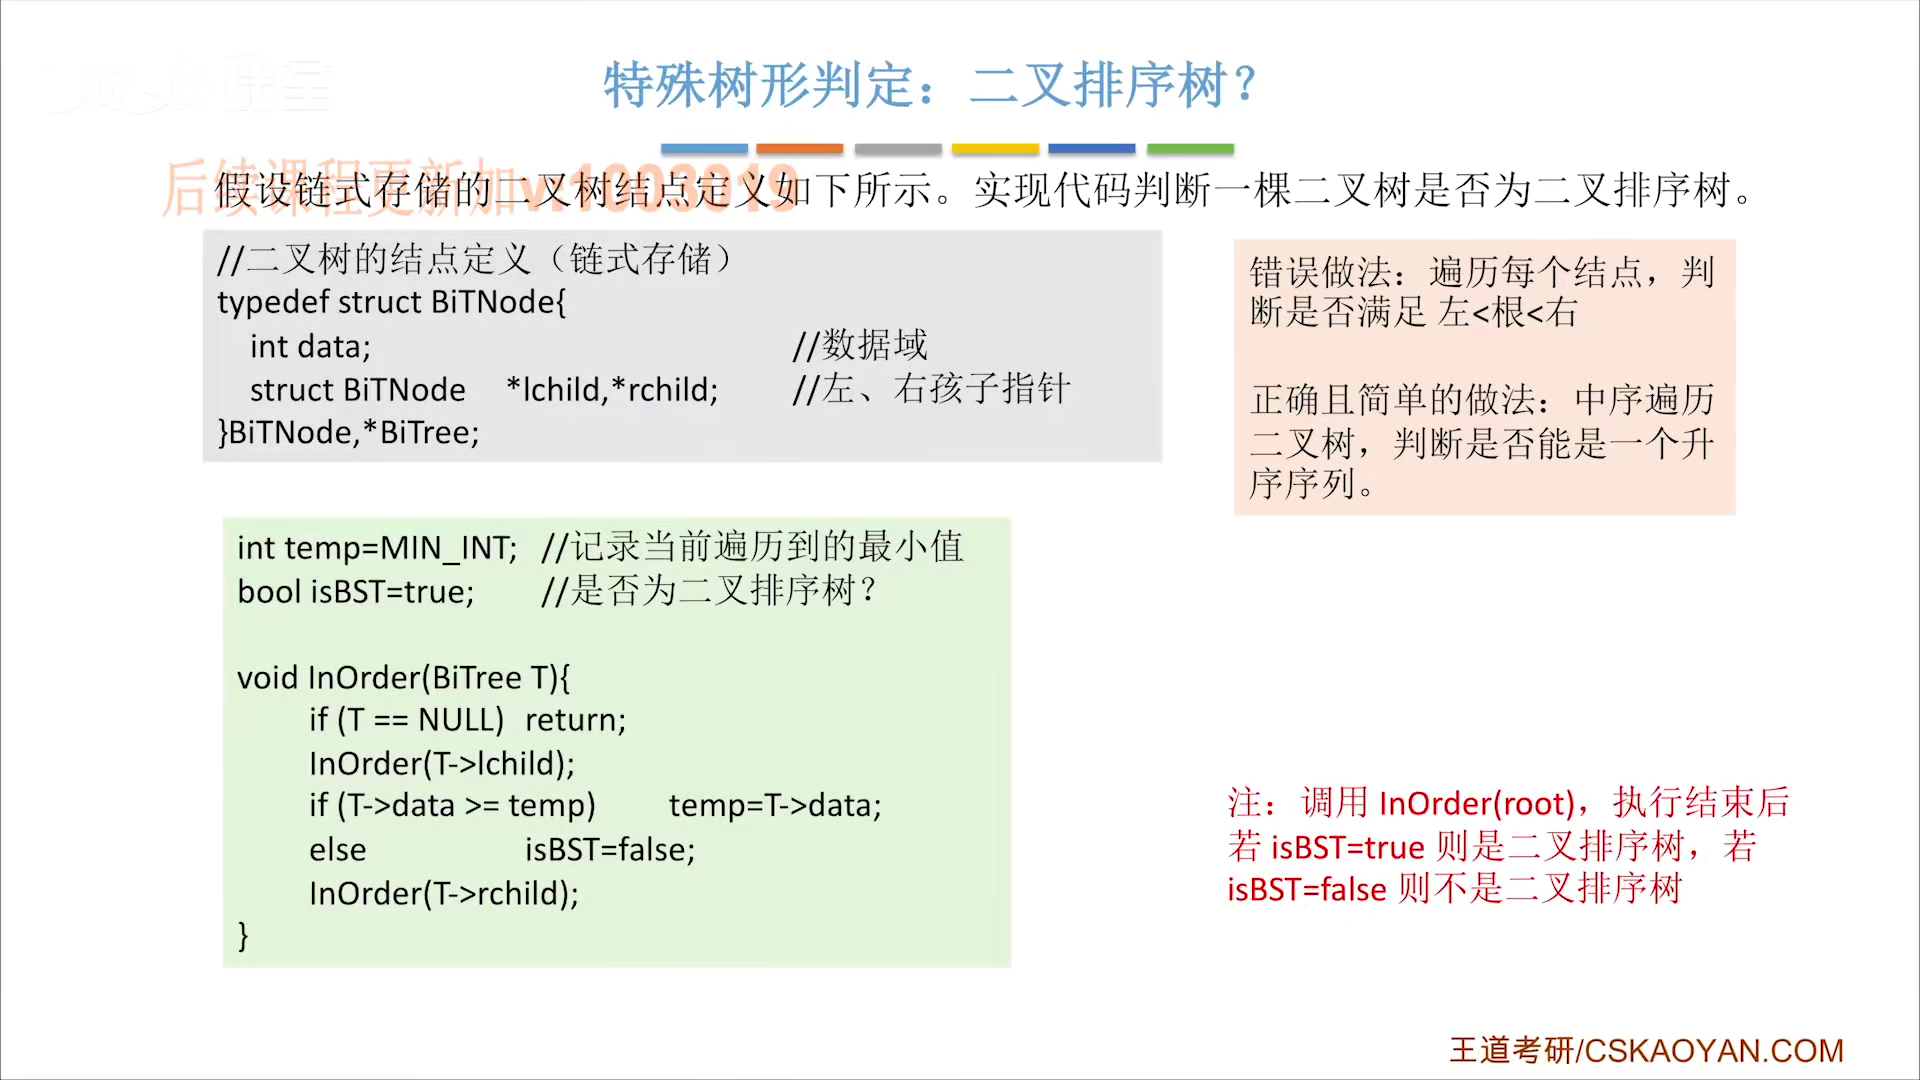 特殊树形判定：二叉排序树？
后续课程更新加vr1003019
假设链式存储的二叉树结点定义如下所示。实现代码判断一棵二叉树是否为二叉排序树。
//二叉树的结点定义（链式存储）
typedef struct BiTNode{
int data; //数据域
struct BiTNode *lchild,*rchild; //左、右孩子指针
}BiTNode,*BiTree;
错误做法：遍历每个结点，判
断是否满足 左<根<右
正确且简单的做法：中序遍历
二叉树，判断是否能是一个升
序序列。
int temp=MIN_INT; //记录当前遍历到的最小值
bool isBST=true; //是否为二叉排序树？
void InOrder(BiTree T){
if (T == NULL) return;
InOrder(T->lchild);
if (T->data >= temp) temp=T->data;
else isBST=false;
InOrder(T->rchild);
}
注：调用 InOrder(root)，执行结束后
若 isBST=true 则是二叉排序树，若
isBST=false 则不是二叉排序树
王道考研/CSKAOYAN.COM